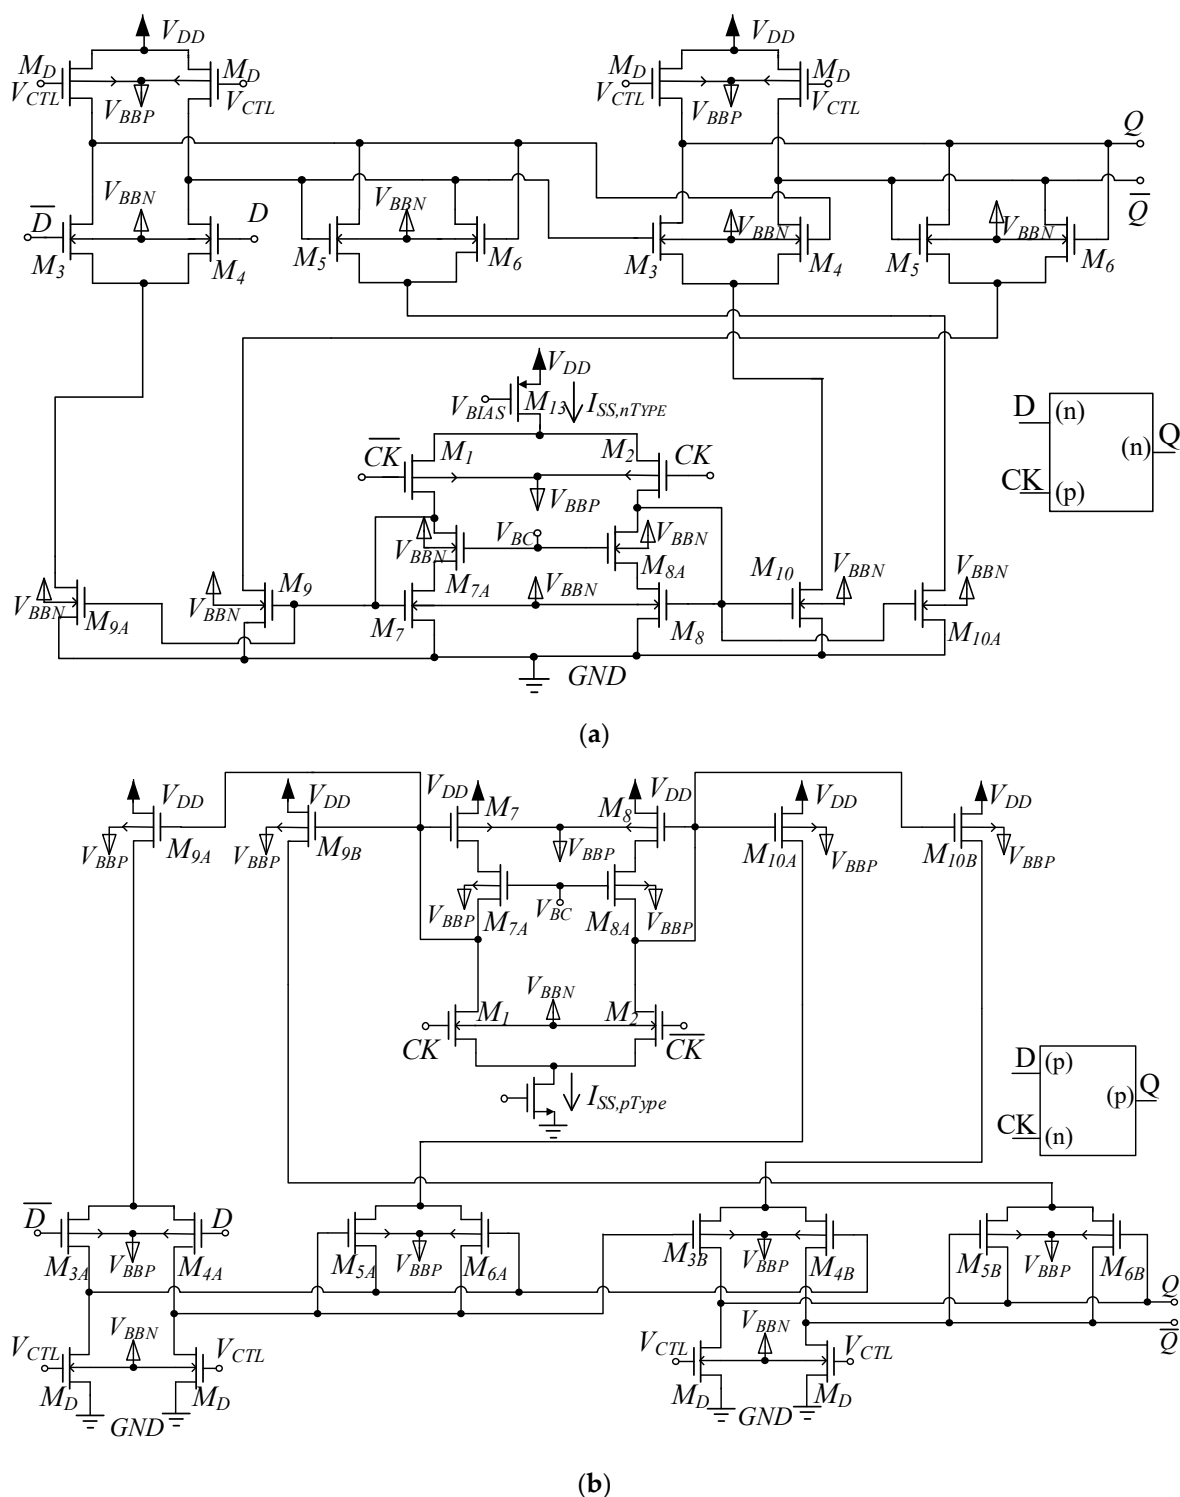 V_DD V_DD
M_D M_D M_D M_D
V_CTL V_BBP V_CTL V_CTL V_BBP V_CTL
Q
V_BBN V_BBN V_BBN V_BBN Q̅
D̅ D
M_3 M_4 M_5 M_6 M_3 M_4 M_5 M_6
V_DD
V_BIAS M_13 I_SS,nTYPE
D (n) (n) Q
CK (p)
C̅K̅ M_1 M_2 CK
V_BBP
V_BBN V_BC V_BBN
M_7A M_8A
V_BBN V_BBN M_9 V_BBN M_10 V_BBN V_BBN
M_9A M_7 M_8 M_10A
GND
(a)
V_DD V_DD V_DD M_7 M_8 V_DD V_DD V_DD
V_BBP M_9A V_BBP M_9B V_BBP M_10A V_BBP M_10B V_BBP
V_BBP M_7A V_BC M_8A V_BBP
V_BBN
M_1 M_2
CK C̅K̅
I_SS,pType
D (p) (p) Q
CK (n)
D̅ D
M_3A V_BBP M_4A M_5A V_BBP M_6A M_3B V_BBP M_4B M_5B V_BBP M_6B
Q
Q̅
V_CTL V_BBN V_CTL V_CTL V_BBN V_CTL
M_D M_D M_D M_D
GND GND
(b)